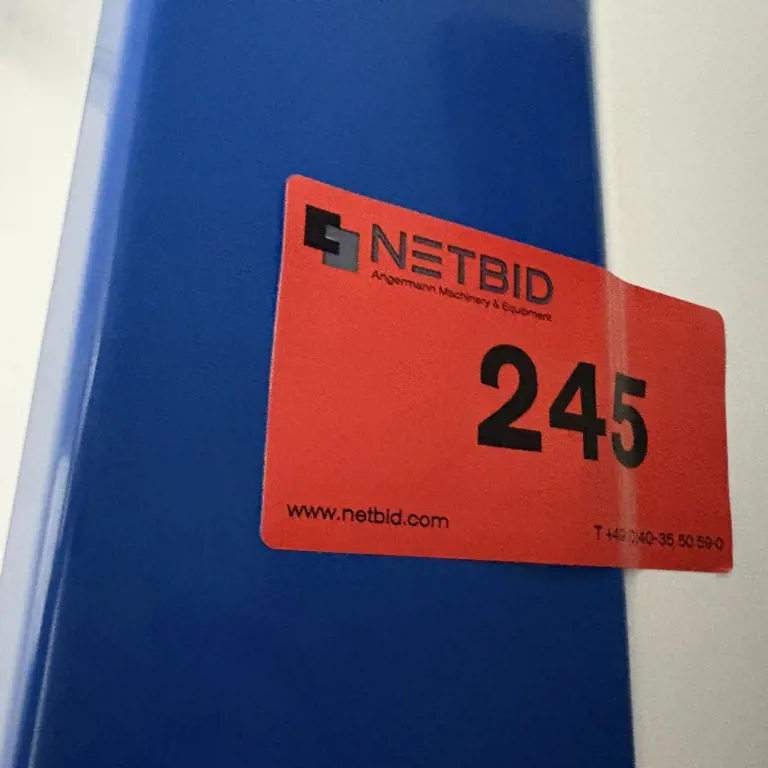 NETBID
Angermann Machinery & Equipment
245
www.netbid.com
T +49 (0)40-35 50 59-0